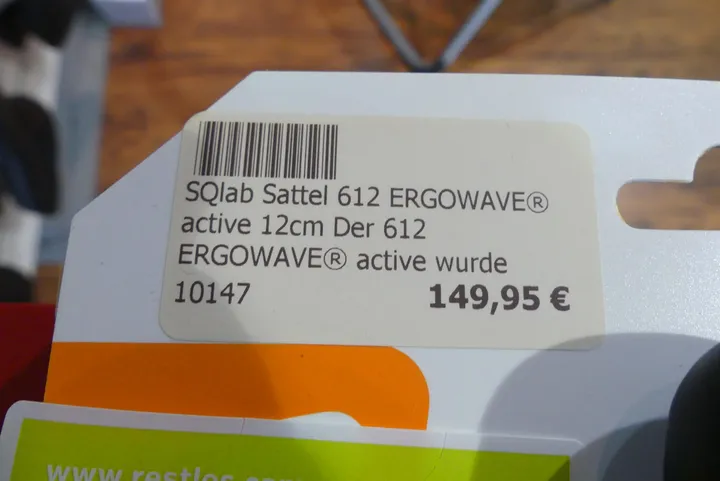 SQlab Sattel 612 ERGOWAVE®
active 12cm Der 612
ERGOWAVE® active wurde
10147 149,95 €